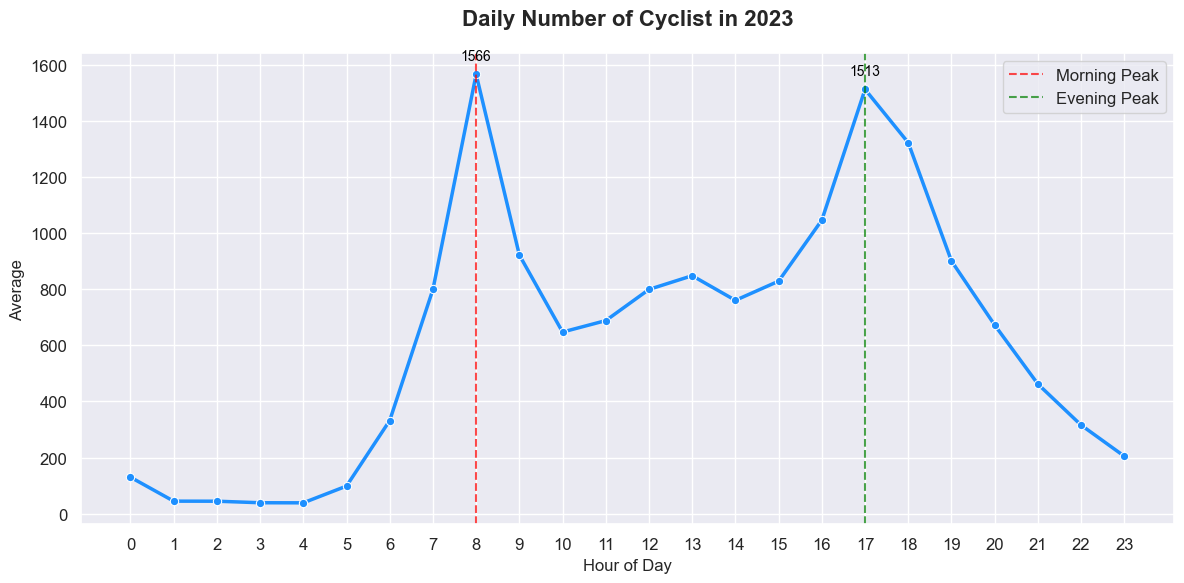 Daily Number of Cyclist in 2023
1566
1513
Morning Peak
Evening Peak
1600
1400
1200
1000
800
600
400
200
0
Average
0 1 2 3 4 5 6 7 8 9 10 11 12 13 14 15 16 17 18 19 20 21 22 23
Hour of Day